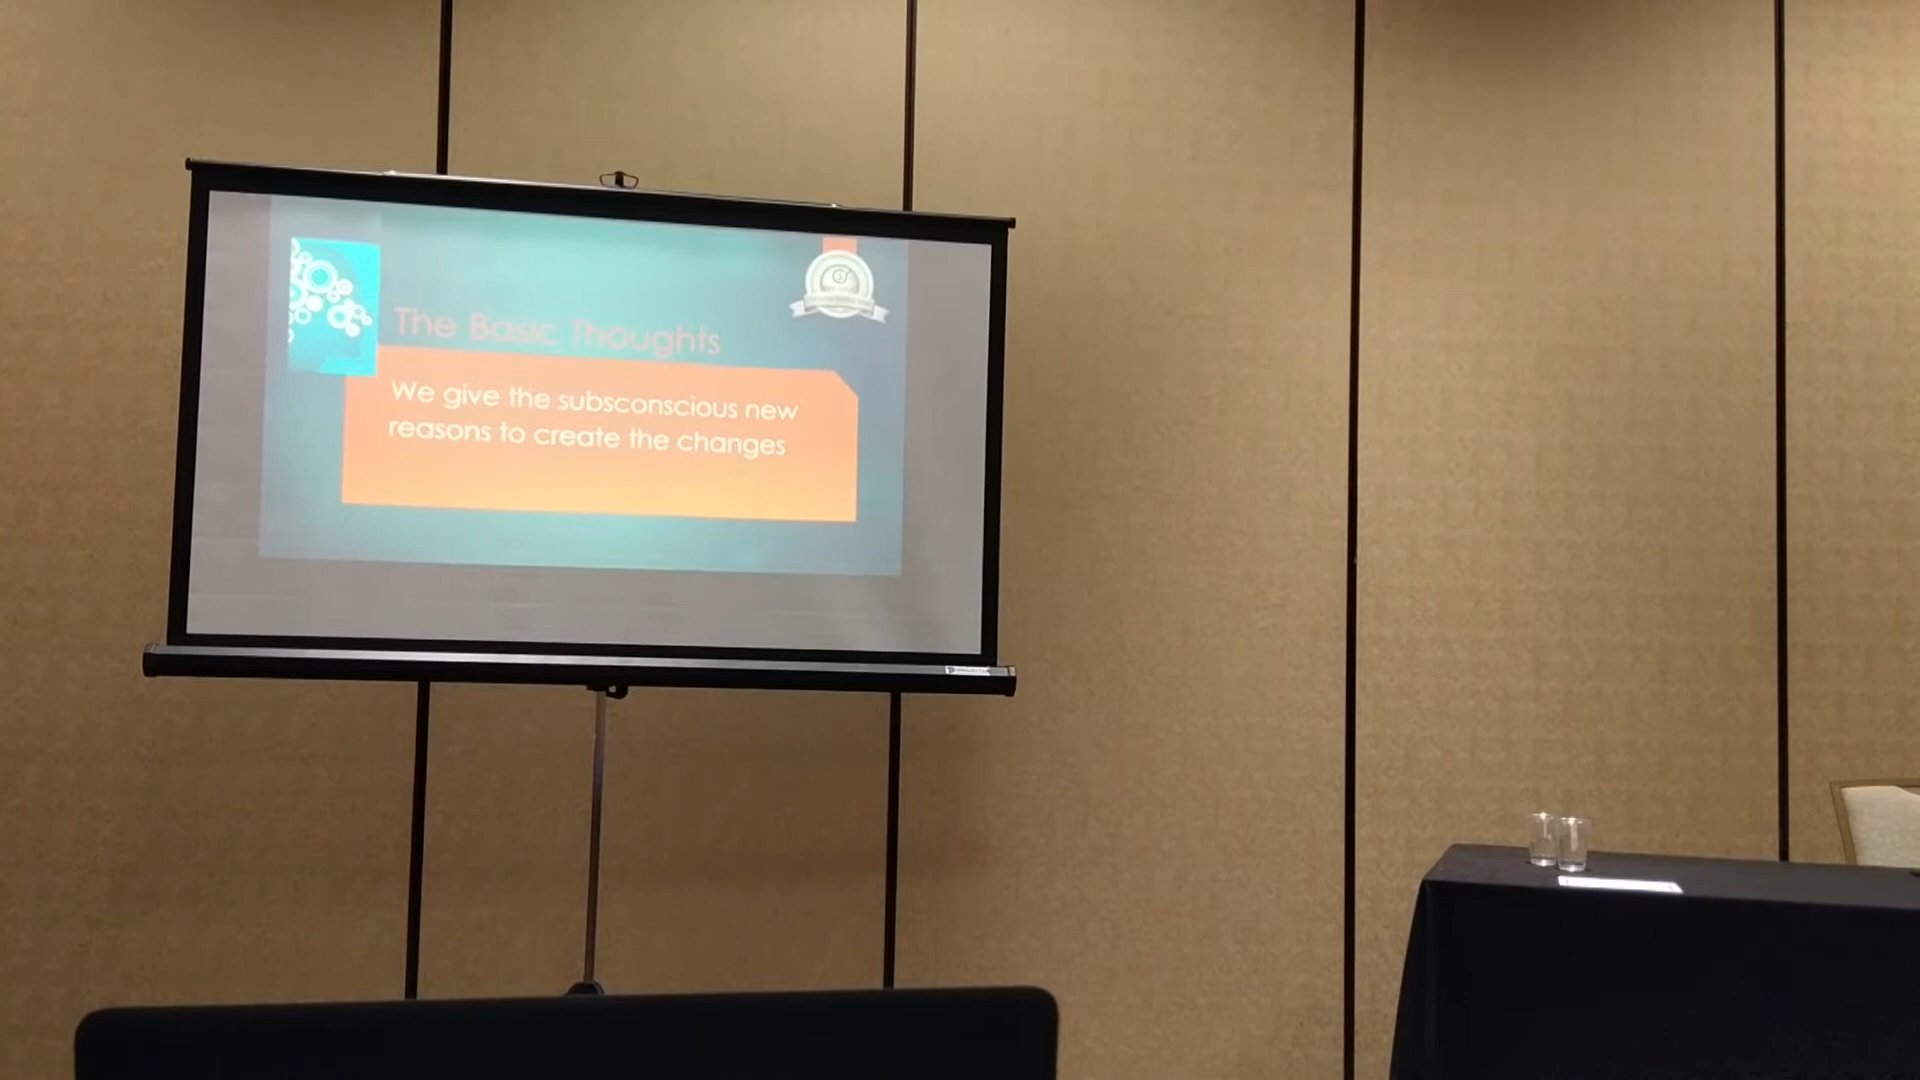 The Basic Thoughts
We give the subsconscious new
reasons to create the changes